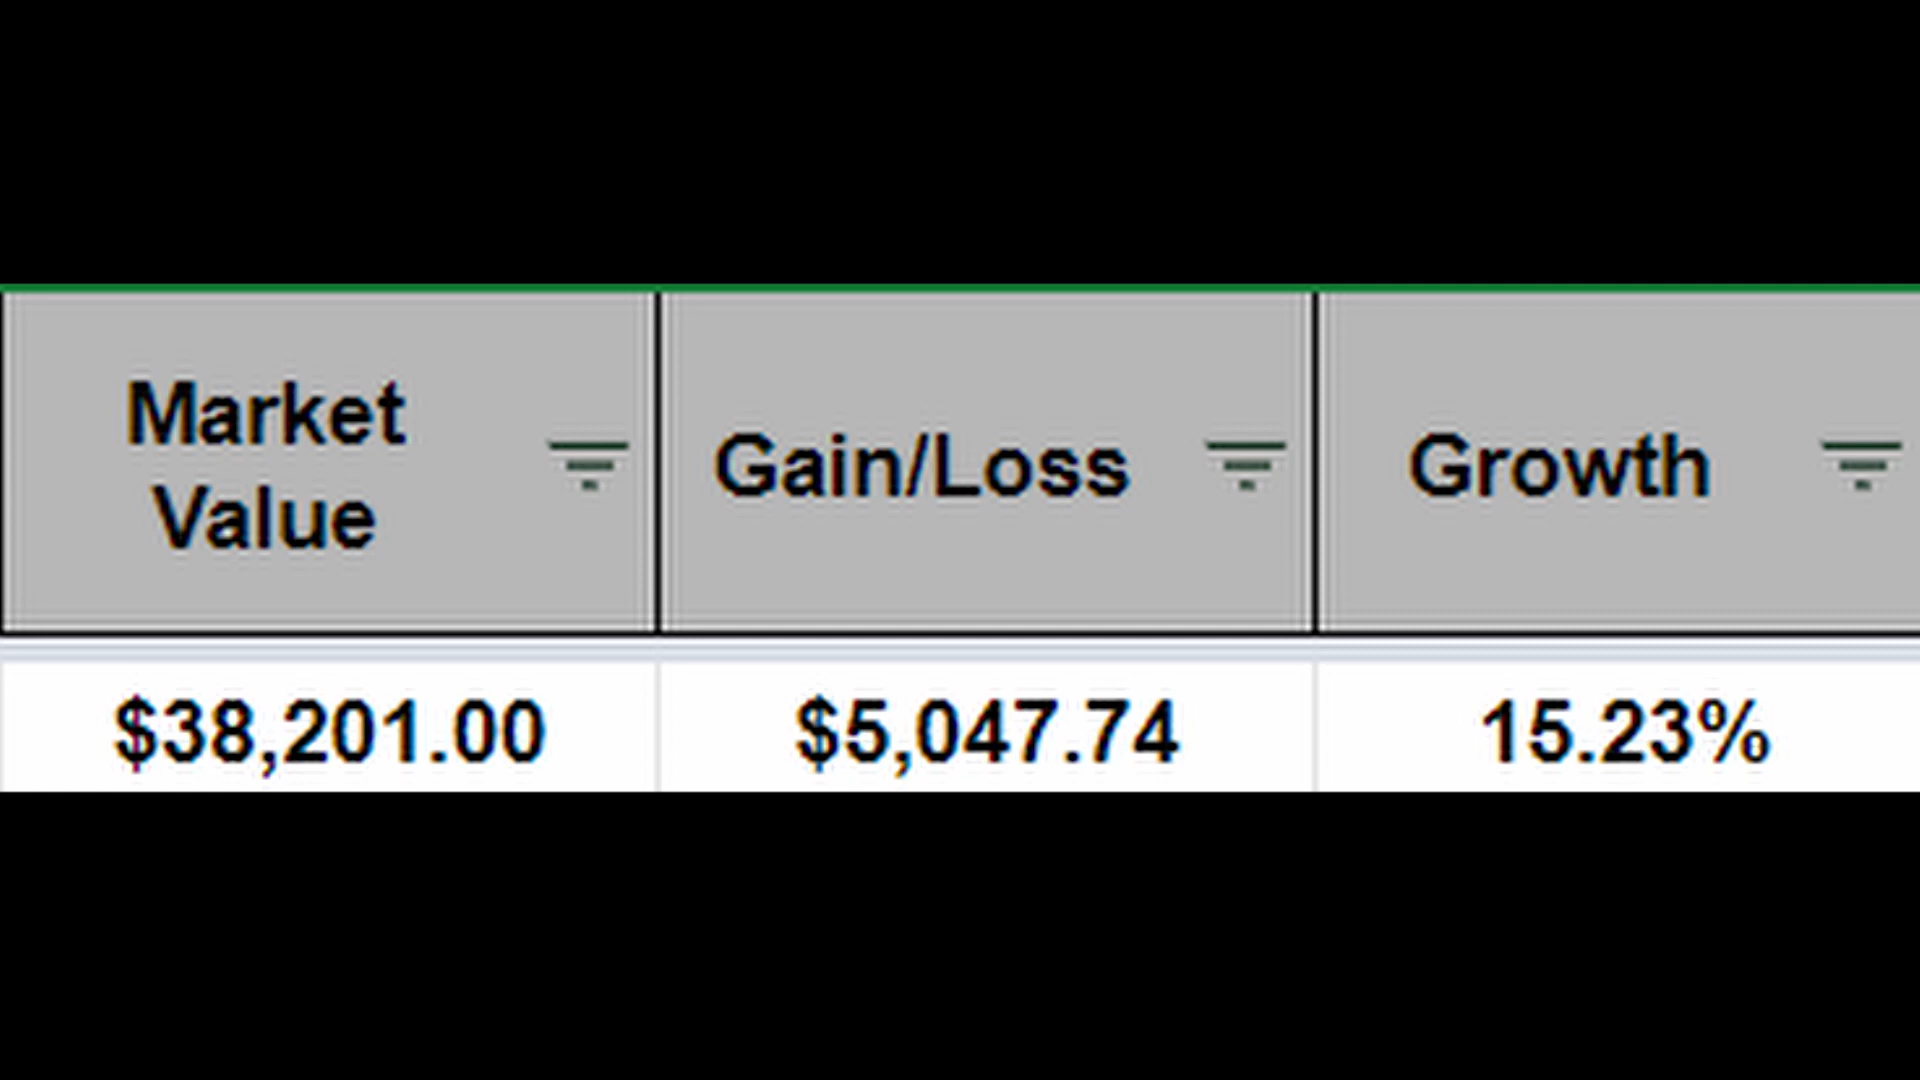 Market
Value
Gain/Loss
Growth
$38,201.00
$5,047.74
15.23%